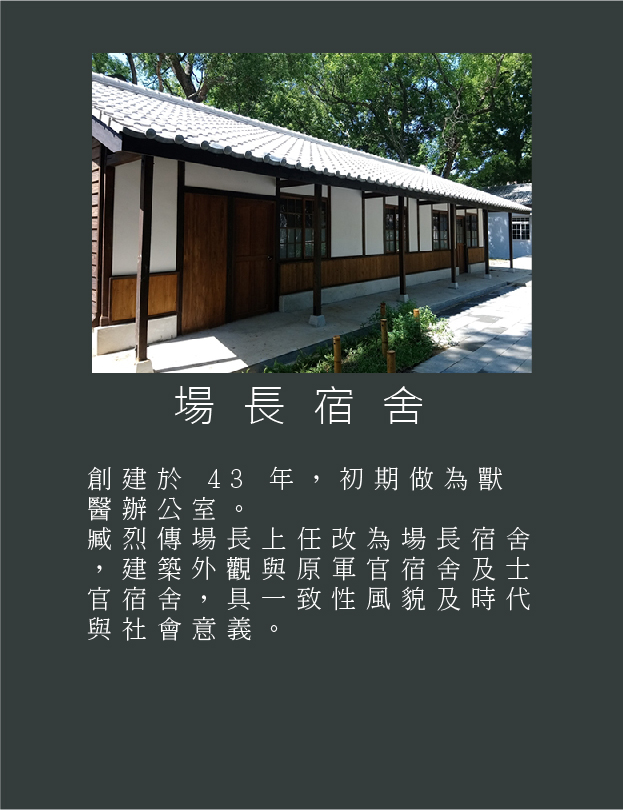 場長宿舍
創建於 43 年，初期做為獸
醫辦公室。
臧烈傳場長上任改為場長宿舍
，建築外觀與原軍官宿舍及士
官宿舍，具一致性風貌及時代
與社會意義。